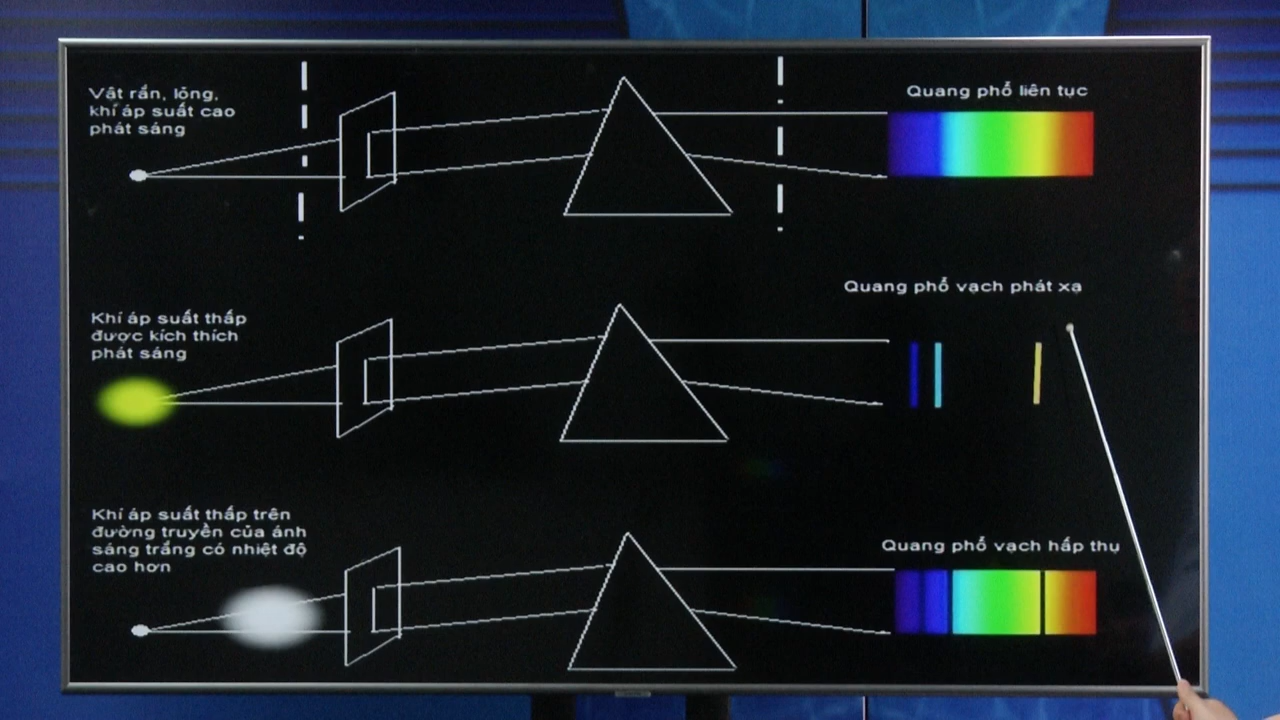 Vật rắn, lỏng,
khí áp suất cao
phát sáng
Quang phổ liên tục
Quang phổ vạch phát xạ
Khí áp suất thấp
được kích thích
phát sáng
Khí áp suất thấp trên
đường truyền của ánh
sáng trắng có nhiệt độ
cao hơn
Quang phổ vạch hấp thụ